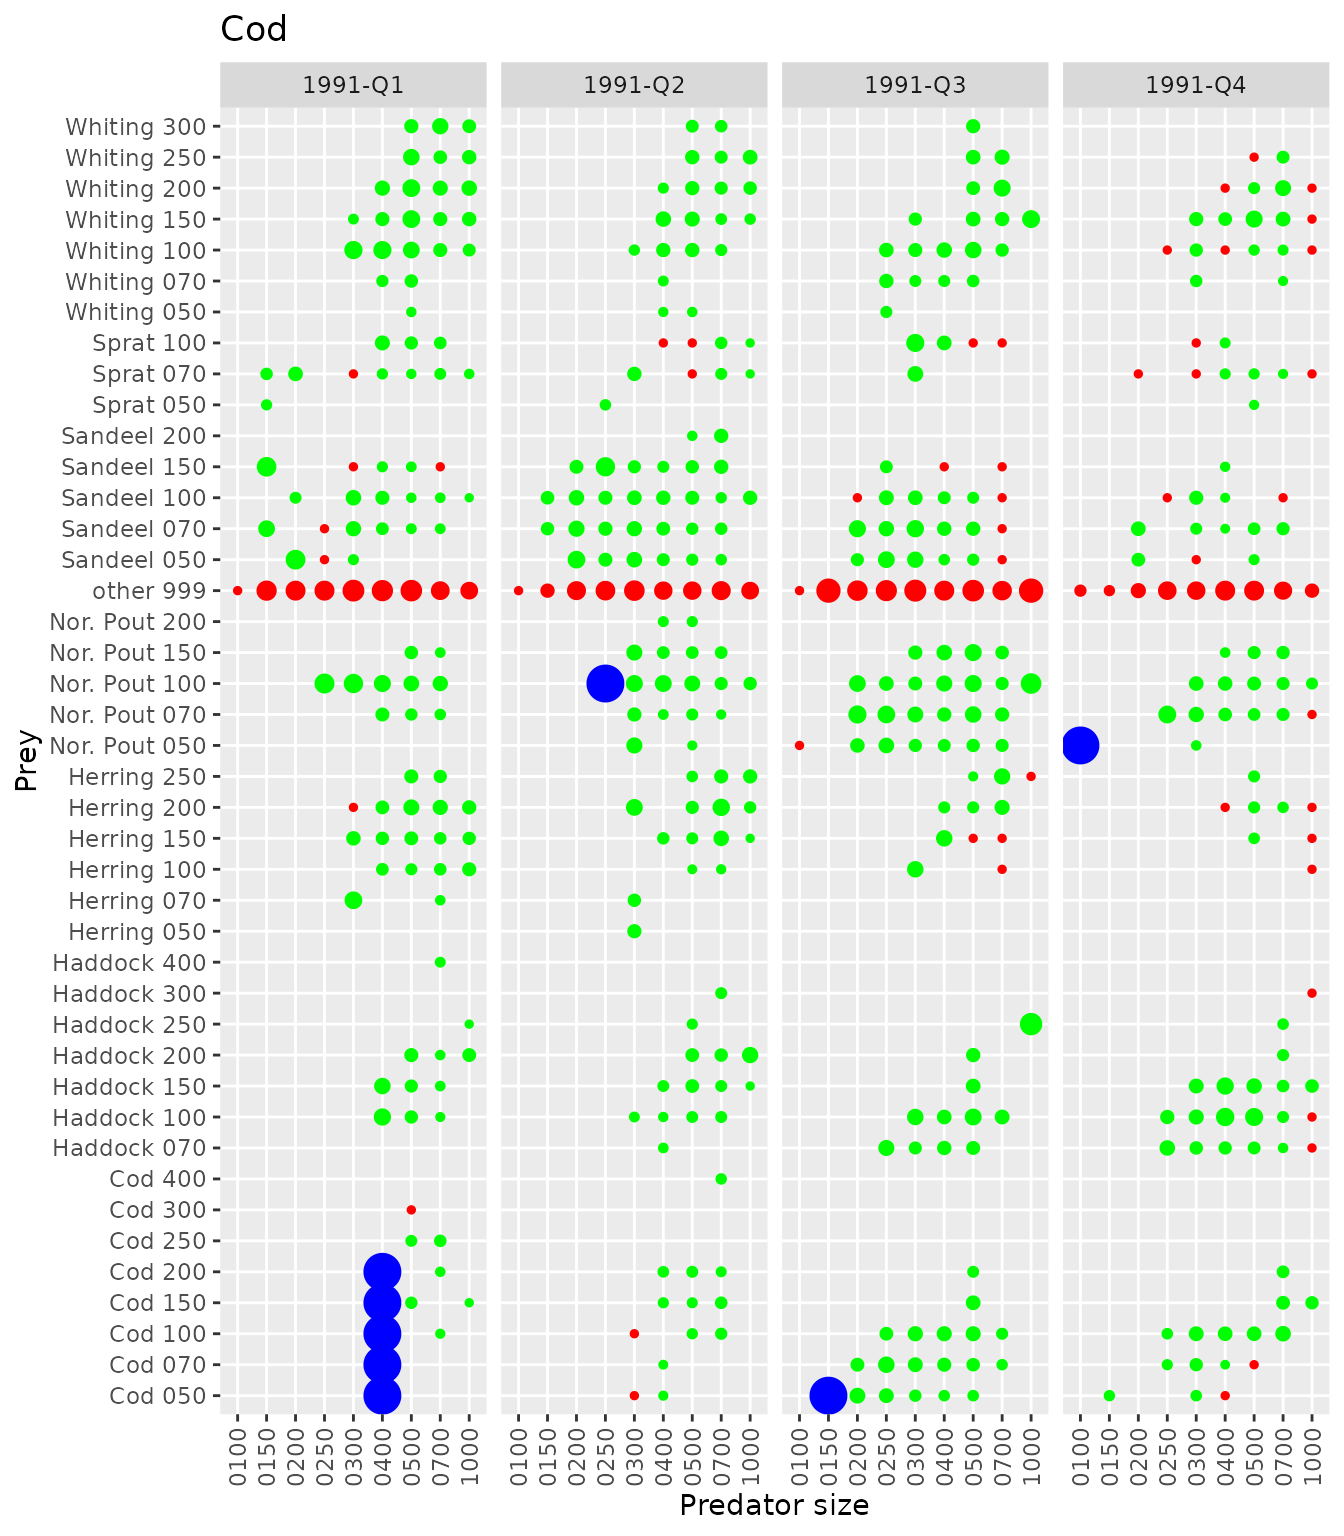 Cod
1991-Q1 1991-Q2 1991-Q3 1991-Q4
Whiting 300
Whiting 250
Whiting 200
Whiting 150
Whiting 100
Whiting 070
Whiting 050
Sprat 100
Sprat 070
Sprat 050
Sandeel 200
Sandeel 150
Sandeel 100
Sandeel 070
Sandeel 050
other 999
Nor. Pout 200
Nor. Pout 150
Nor. Pout 100
Nor. Pout 070
Nor. Pout 050
Herring 250
Herring 200
Herring 150
Herring 100
Herring 070
Herring 050
Haddock 400
Haddock 300
Haddock 250
Haddock 200
Haddock 150
Haddock 100
Haddock 070
Cod 400
Cod 300
Cod 250
Cod 200
Cod 150
Cod 100
Cod 070
Cod 050
Prey
0100 0150 0200 0250 0300 0400 0500 0700 1000 0100 0150 0200 0250 0300 0400 0500 0700 1000 0100 0150 0200 0250 0300 0400 0500 0700 1000 0100 0150 0200 0250 0300 0400 0500 0700 1000
Predator size